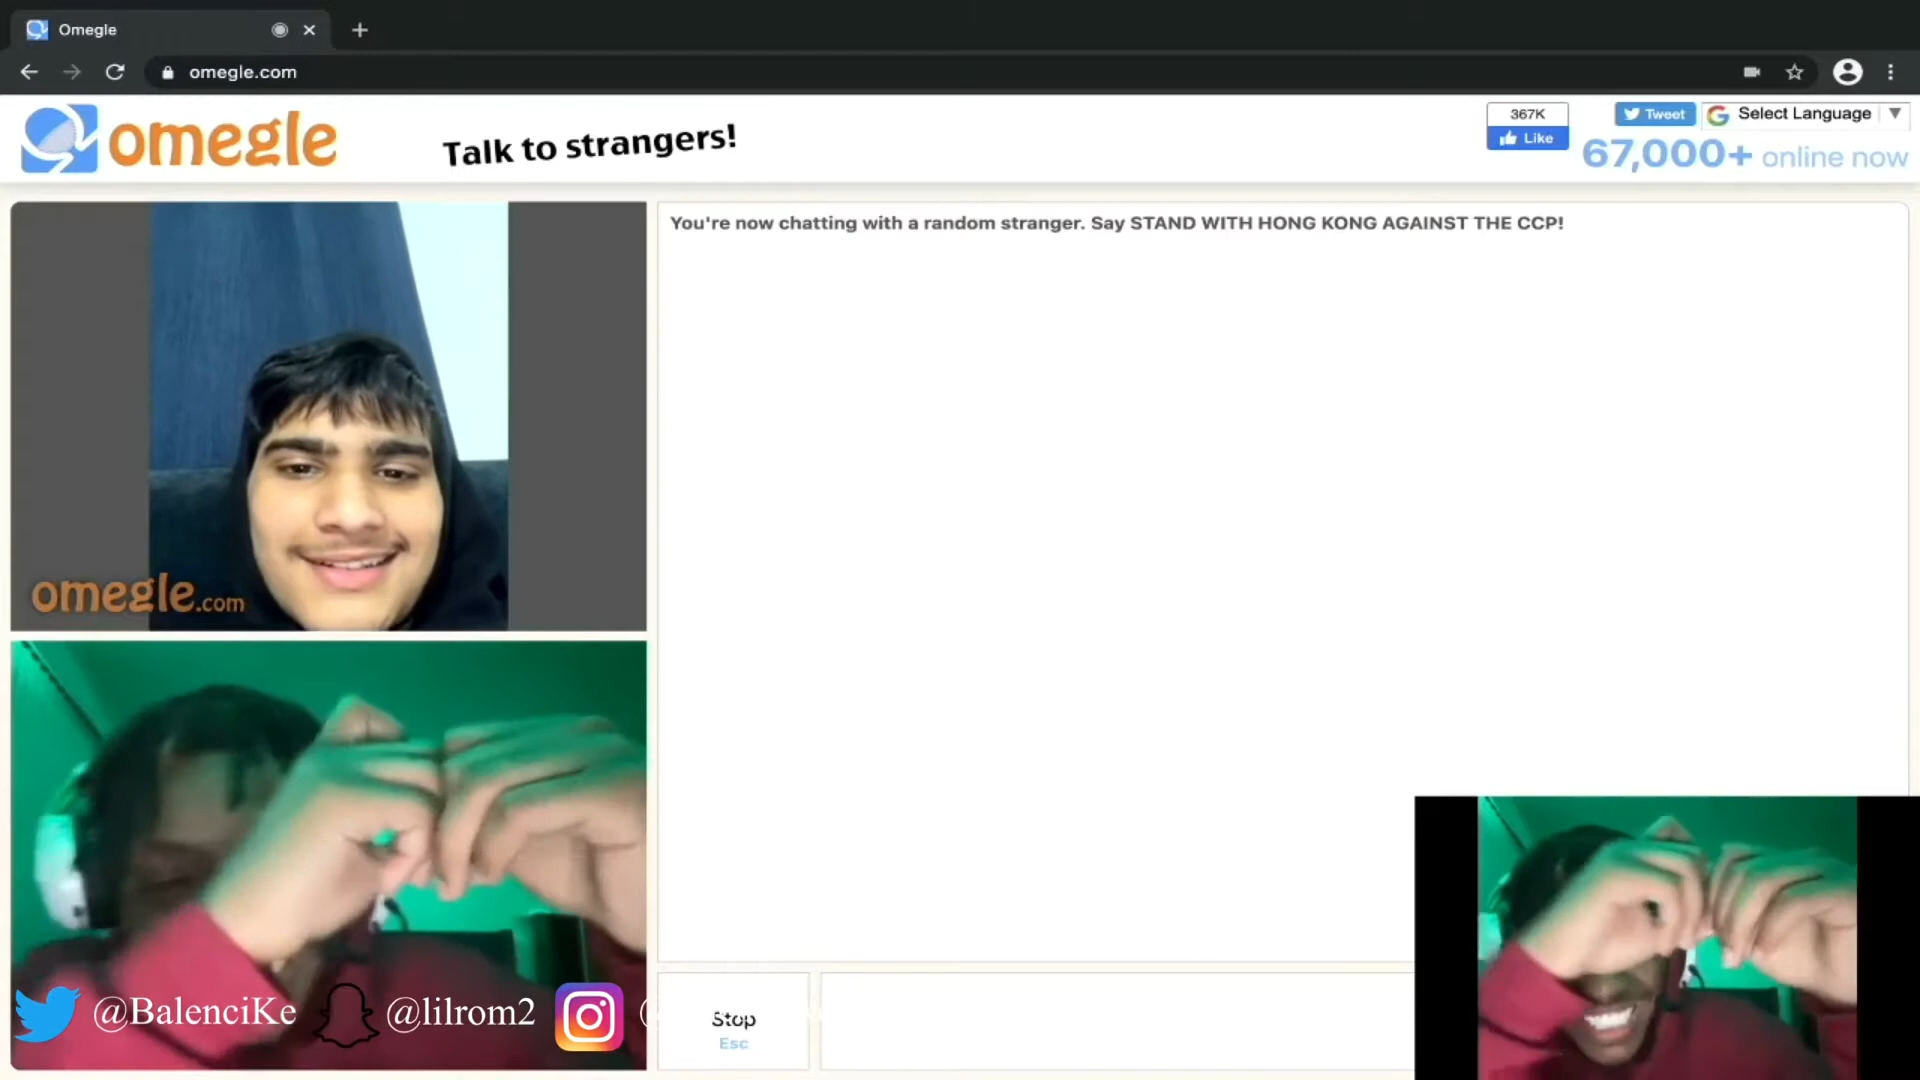 Omegle
omegle.com
omegle
Talk to strangers!
367K
Like
Tweet
Select Language
67,000+ online now
You're now chatting with a random stranger. Say STAND WITH HONG KONG AGAINST THE CCP!
omegle.com
@BalenciKe
@lilrom2
@
Stop
Esc